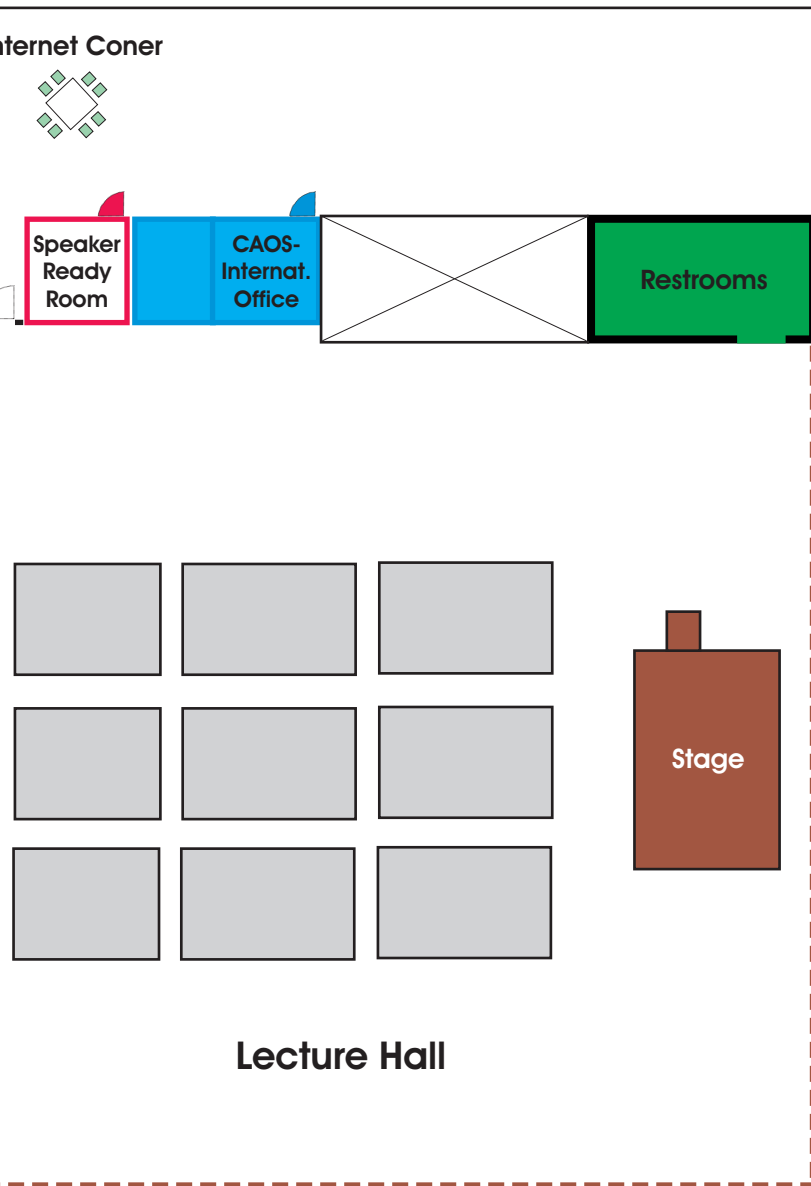 nternet Coner
Speaker
Ready
Room
CAOS-
Internat.
Office
Restrooms
Stage
Lecture Hall